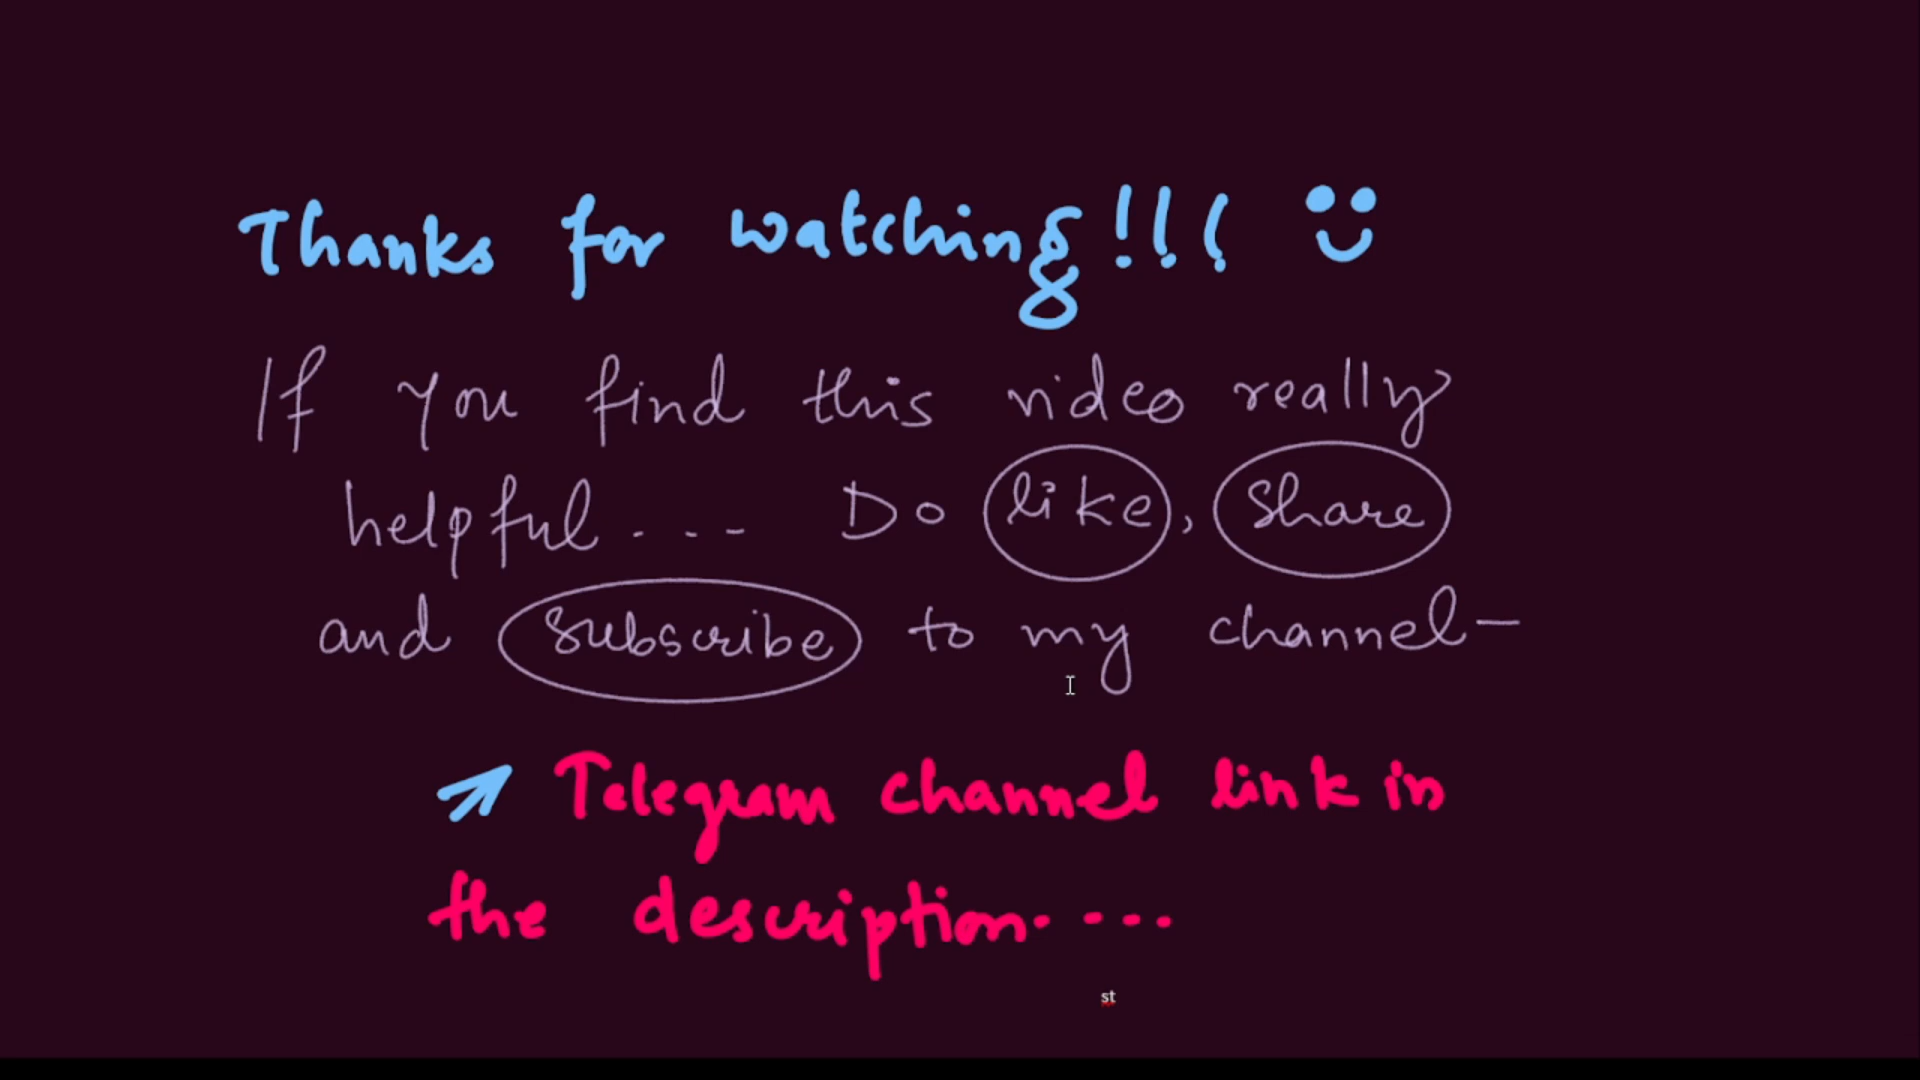 Thanks for watching!!!
If you find this video really
helpful... Do like, share
and subscribe to my channel-
Telegram channel link in
the description....
st